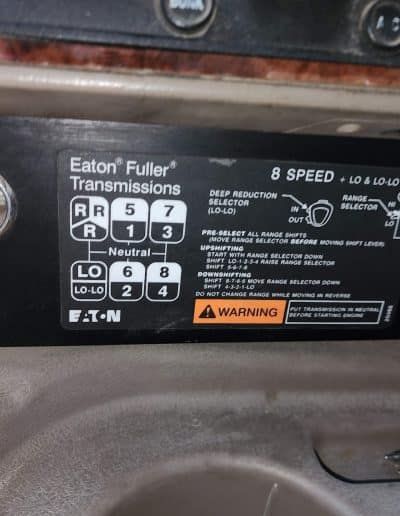 Eaton® Fuller®
Transmissions
8 SPEED + LO & LO-LO
R R 5 7
R 1 3
Neutral
LO 6 8
LO-LO 2 4
EATON
DEEP REDUCTION
SELECTOR
(LO-LO)
IN
OUT
RANGE
SELECTOR
HI
LO
PRE-SELECT ALL RANGE SHIFTS
(MOVE RANGE SELECTOR BEFORE MOVING SHIFT LEVER)
UPSHIFTING
START WITH RANGE SELECTOR DOWN
SHIFT LO-1-2-3-4 RAISE RANGE SELECTOR
SHIFT 5-6-7-8
DOWNSHIFTING
SHIFT 8-7-6-5 MOVE RANGE SELECTOR DOWN
SHIFT 4-3-2-1-LO
DO NOT CHANGE RANGE WHILE MOVING IN REVERSE
WARNING
PUT TRANSMISSION IN NEUTRAL
BEFORE STARTING ENGINE